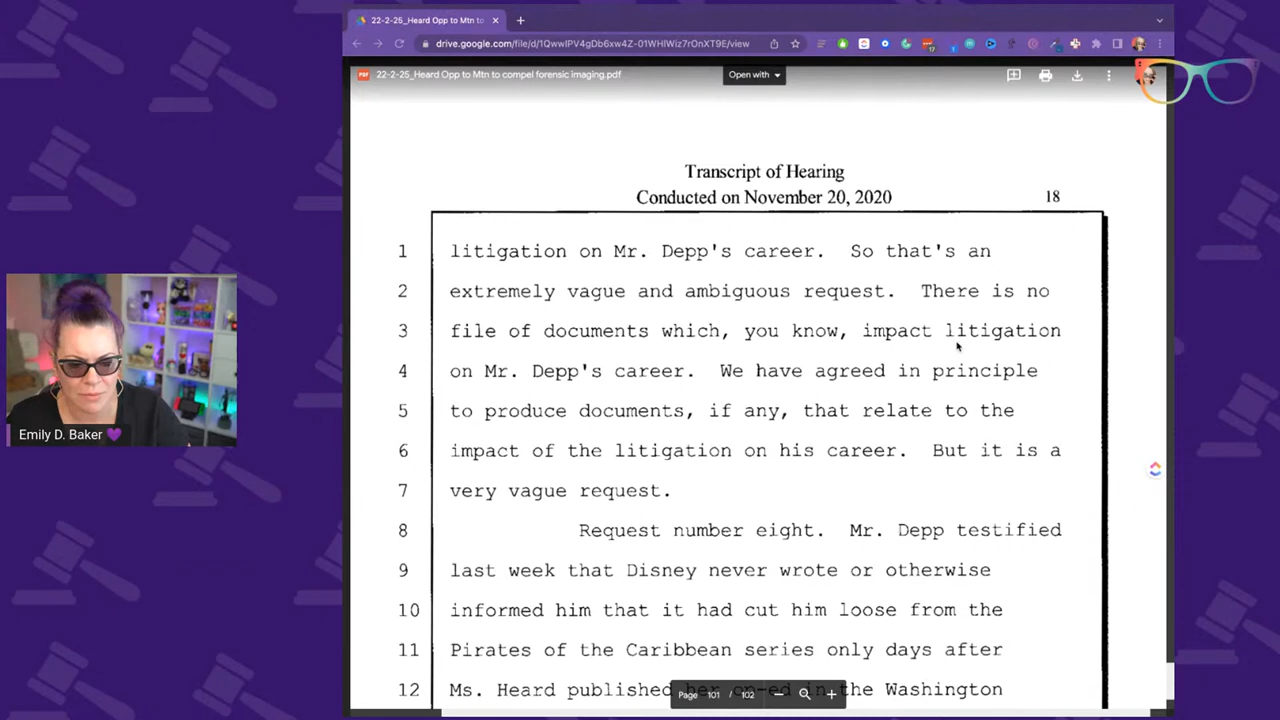 22-2-25_Heard Opp to Mtn to
drive.google.com/file/d/1QwwIPV4gDb6xw4Z-01WHIWiz7rOnXT9E/view
22-2-25_Heard Opp to Mtn to compel forensic imaging.pdf
Open with
Transcript of Hearing
Conducted on November 20, 2020 18
1 litigation on Mr. Depp's career. So that's an
2 extremely vague and ambiguous request. There is no
3 file of documents which, you know, impact litigation
4 on Mr. Depp's career. We have agreed in principle
5 to produce documents, if any, that relate to the
6 impact of the litigation on his career. But it is a
7 very vague request.
8 Request number eight. Mr. Depp testified
9 last week that Disney never wrote or otherwise
10 informed him that it had cut him loose from the
11 Pirates of the Caribbean series only days after
12 Ms. Heard published her op-ed in the Washington
Page 101 / 102
Emily D. Baker